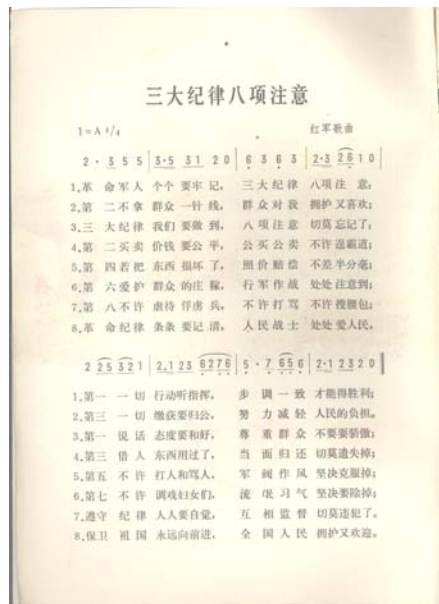 三大纪律八项注意
1=A 4/4 红军歌曲
2·3 5 5 | 3·5 3 1 2 0 | 6 3 6 3 | 2·3 2 6 1 0 |
1.革 命军人 个个 要牢 记, 三大纪律 八项注 意;
2.第 二不拿 群众 一针 线, 群众对我 拥护又喜欢;
3.三 大纪律 我们 要做 到, 八项注意 切莫忘记了;
4.第 二买卖 价钱 要公 平, 公买公卖 不许逞霸道;
5.第 四若把 东西 损坏 了, 照价赔偿 不差半分毫;
6.第 六爱护 群众 的庄 稼, 行军作战 处处注意到;
7.第 八不许 虐待 俘虏 兵, 不许打骂 不许搜腰包;
8.革 命纪律 条条 要记 清, 人民战士 处处爱人民,
2 2 5 3 2 1 | 2.1 2 3 6 2 7 6 | 5 · 7 6 5 6 | 2·1 2 3 2 0 ‖
1.第一 一切 行动听指挥, 步 调一致 才能得胜利;
2.第三 一切 缴获要归公, 努 力减轻 人民的负担。
3.第一 说话 态度要和好, 尊 重群众 不要耍骄傲;
4.第三 借人 东西用过了, 当 面归还 切莫遗失掉;
5.第五 不许 打人和骂人, 军 阀作风 坚决克服掉;
6.第七 不许 调戏妇女们, 流 氓习气 坚决要除掉;
7.遵守 纪律 人人要自觉, 互 相监督 切莫违犯了。
8.保卫 祖国 永远向前进, 全 国人民 拥护又欢迎。